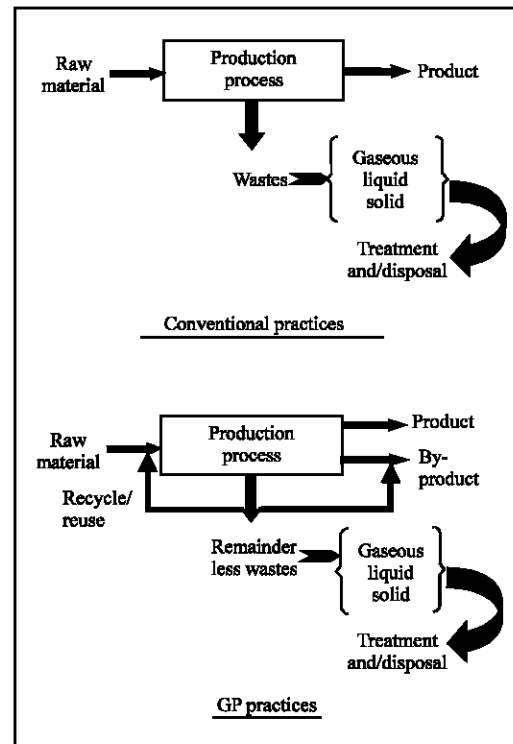 Raw
material
Production
process
Product
Wastes
Gaseous
liquid
solid
Treatment
and/disposal
Conventional practices
Raw
material
Production
process
Product
By-
product
Recycle/
reuse
Remainder
less wastes
Gaseous
liquid
solid
Treatment
and/disposal
GP practices